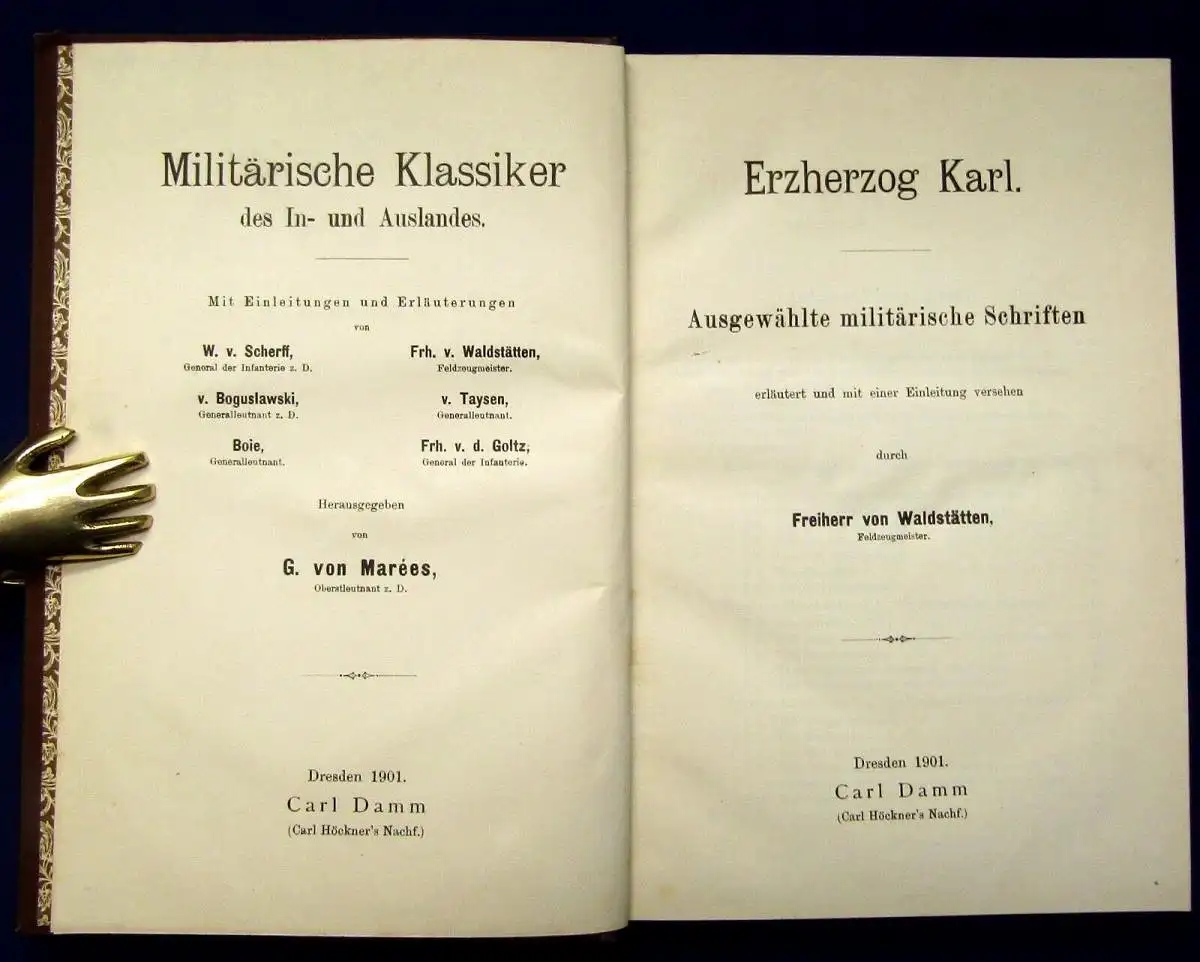 Militärische Klassiker
des In- und Auslandes.
Mit Einleitungen und Erläuterungen
von
W. v. Scherff,
General der Infanterie z. D.
Frh. v. Waldstätten,
Feldzeugmeister.
v. Boguslawski,
Generalleutnant z. D.
v. Taysen,
Generalleutnant.
Boie,
Generalleutnant.
Frh. v. d. Goltz,
General der Infanterie.
Herausgegeben
von
G. von Marées,
Oberstleutnant z. D.
Dresden 1901.
Carl Damm
(Carl Höckner's Nachf.)
Erzherzog Karl.
Ausgewählte militärische Schriften
erläutert und mit einer Einleitung versehen
durch
Freiherr von Waldstätten,
Feldzeugmeister.
Dresden 1901.
Carl Damm
(Carl Höckner's Nachf.)